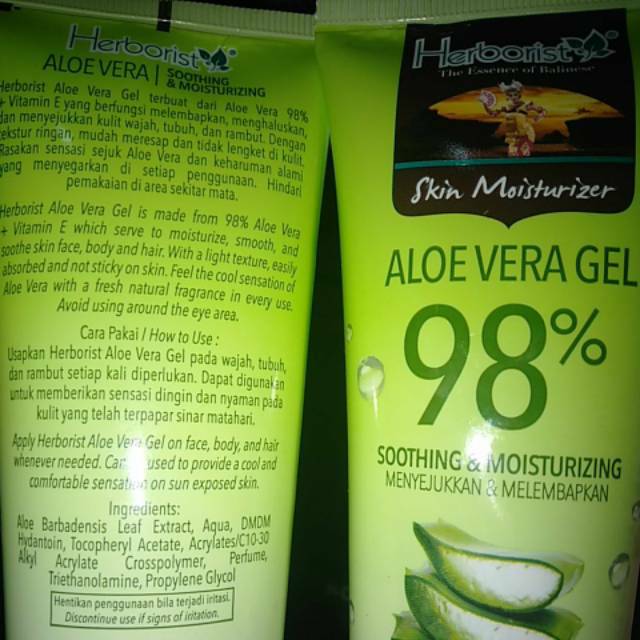 Herborist
ALOE VERA | SOOTHING
& MOISTURIZING
Herborist Aloe Vera Gel terbuat dari Aloe Vera 98%
+ Vitamin E yang berfungsi melembapkan, menghaluskan,
dan menyejukkan kulit wajah, tubuh, dan rambut. Dengan
tekstur ringan, mudah meresap dan tidak lengket di kulit.
Rasakan sensasi sejuk Aloe Vera dan keharuman alami
yang menyegarkan di setiap penggunaan. Hindari
pemakaian di area sekitar mata.
Herborist Aloe Vera Gel is made from 98% Aloe Vera
+ Vitamin E which serve to moisturize, smooth, and
soothe skin face, body and hair. With a light texture, easily
absorbed and not sticky on skin. Feel the cool sensation of
Aloe Vera with a fresh natural fragrance in every use.
Avoid using around the eye area.
Cara Pakai / How to Use :
Usapkan Herborist Aloe Vera Gel pada wajah, tubuh,
dan rambut setiap kali diperlukan. Dapat digunakan
untuk memberikan sensasi dingin dan nyaman pada
kulit yang telah terpapar sinar matahari.
Apply Herborist Aloe Vera Gel on face, body, and hair
whenever needed. Can used to provide a cool and
comfortable sensation on sun exposed skin.
Ingredients:
Aloe Barbadensis Leaf Extract, Aqua, DMDM
Hydantoin, Tocopheryl Acetate, Acrylates/C10-30
Alkyl Acrylate Crosspolymer, Perfume,
Triethanolamine, Propylene Glycol
Hentikan penggunaan bila terjadi iritasi.
Discontinue use if signs of irritation.
Herborist
The Essence of Balinese
Skin Moisturizer
ALOE VERA GEL
98%
SOOTHING & MOISTURIZING
MENYEJUKKAN & MELEMBAPKAN